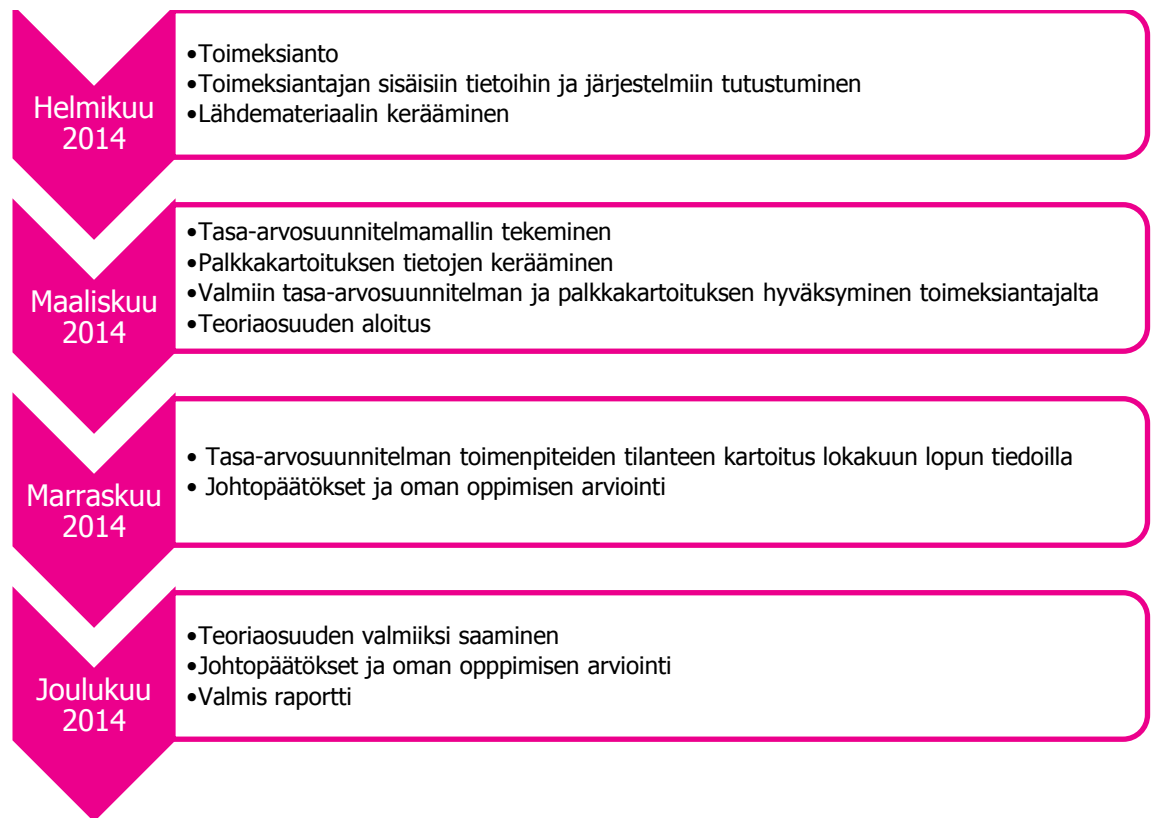 Helmikuu
2014
•Toimeksianto
•Toimeksiantajan sisäisiin tietoihin ja järjestelmiin tutustuminen
•Lähdemateriaalin kerääminen
Maaliskuu
2014
•Tasa-arvosuunnitelmamallin tekeminen
•Palkkakartoituksen tietojen kerääminen
•Valmiin tasa-arvosuunnitelman ja palkkakartoituksen hyväksyminen toimeksiantajalta
•Teoriaosuuden aloitus
Marraskuu
2014
• Tasa-arvosuunnitelman toimenpiteiden tilanteen kartoitus lokakuun lopun tiedoilla
• Johtopäätökset ja oman oppimisen arviointi
Joulukuu
2014
•Teoriaosuuden valmiiksi saaminen
•Johtopäätökset ja oman opppimisen arviointi
•Valmis raportti